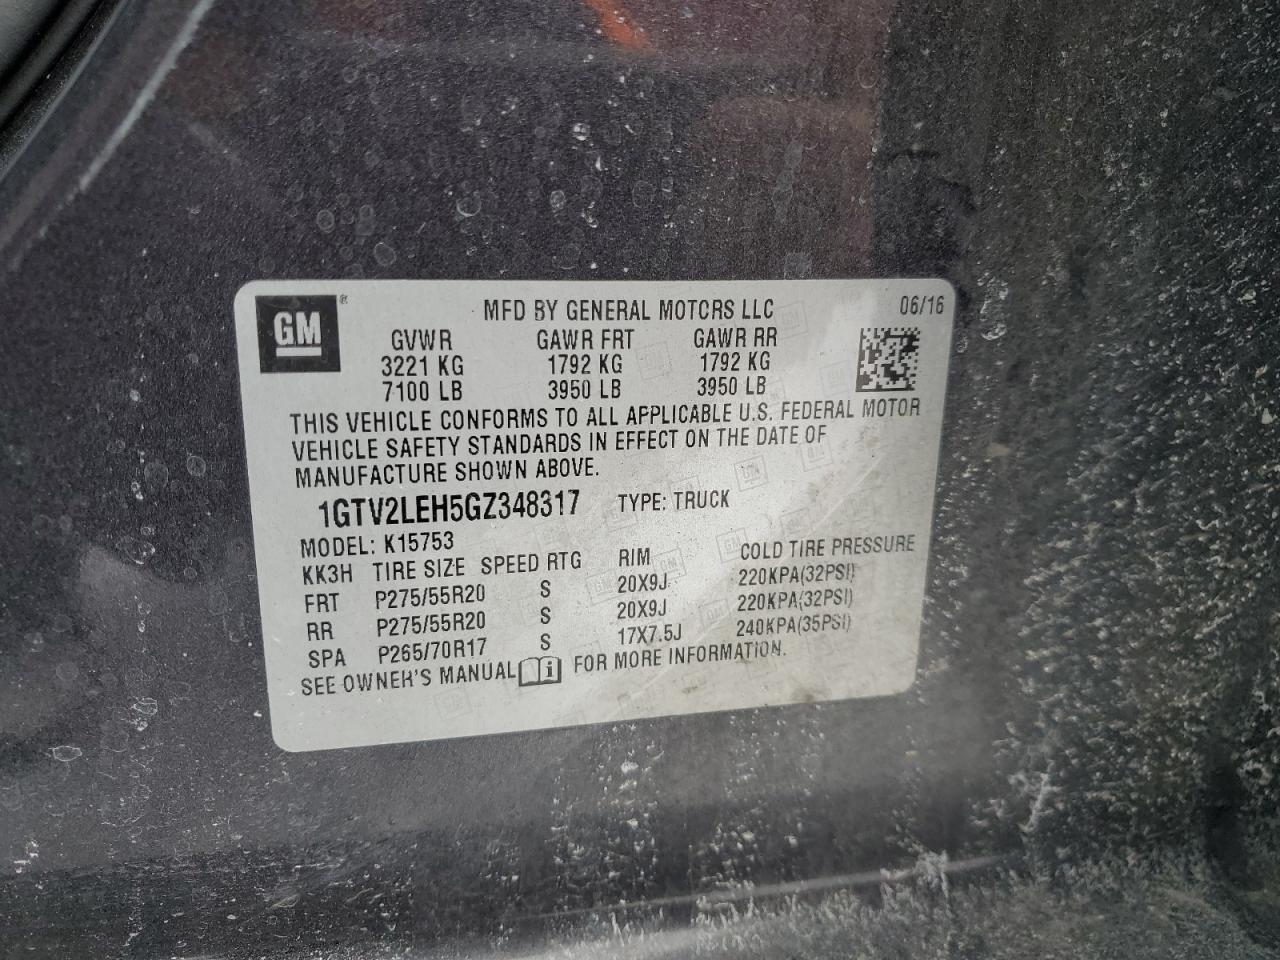 GM ® MFD BY GENERAL MOTORS LLC 06/16
GVWR GAWR FRT GAWR RR
3221 KG 1792 KG 1792 KG
7100 LB 3950 LB 3950 LB
THIS VEHICLE CONFORMS TO ALL APPLICABLE U.S. FEDERAL MOTOR
VEHICLE SAFETY STANDARDS IN EFFECT ON THE DATE OF
MANUFACTURE SHOWN ABOVE.
1GTV2LEH5GZ348317 TYPE: TRUCK
MODEL: K15753
KK3H TIRE SIZE SPEED RTG RIM COLD TIRE PRESSURE
FRT P275/55R20 S 20X9J 220KPA(32PSI)
RR P275/55R20 S 20X9J 220KPA(32PSI)
SPA P265/70R17 S 17X7.5J 240KPA(35PSI)
SEE OWNER'S MANUAL i FOR MORE INFORMATION.